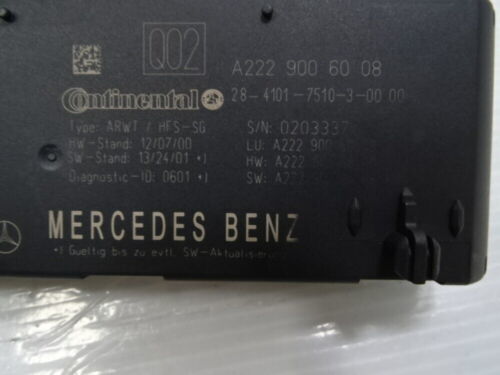 Q02
A222 900 60 08
Continental
28-4101-7510-3-00 00
Type: ARWT / HFS-SG
S/N: 0203337
HW-Stand: 12/07/00
LU: A222 900
SW-Stand: 13/24/01 *)
HW: A222
Diagnostic-ID: 0601 *)
SW: A222
MERCEDES BENZ
*) Gueltig bis zu evtl. SW-Aktualisierung